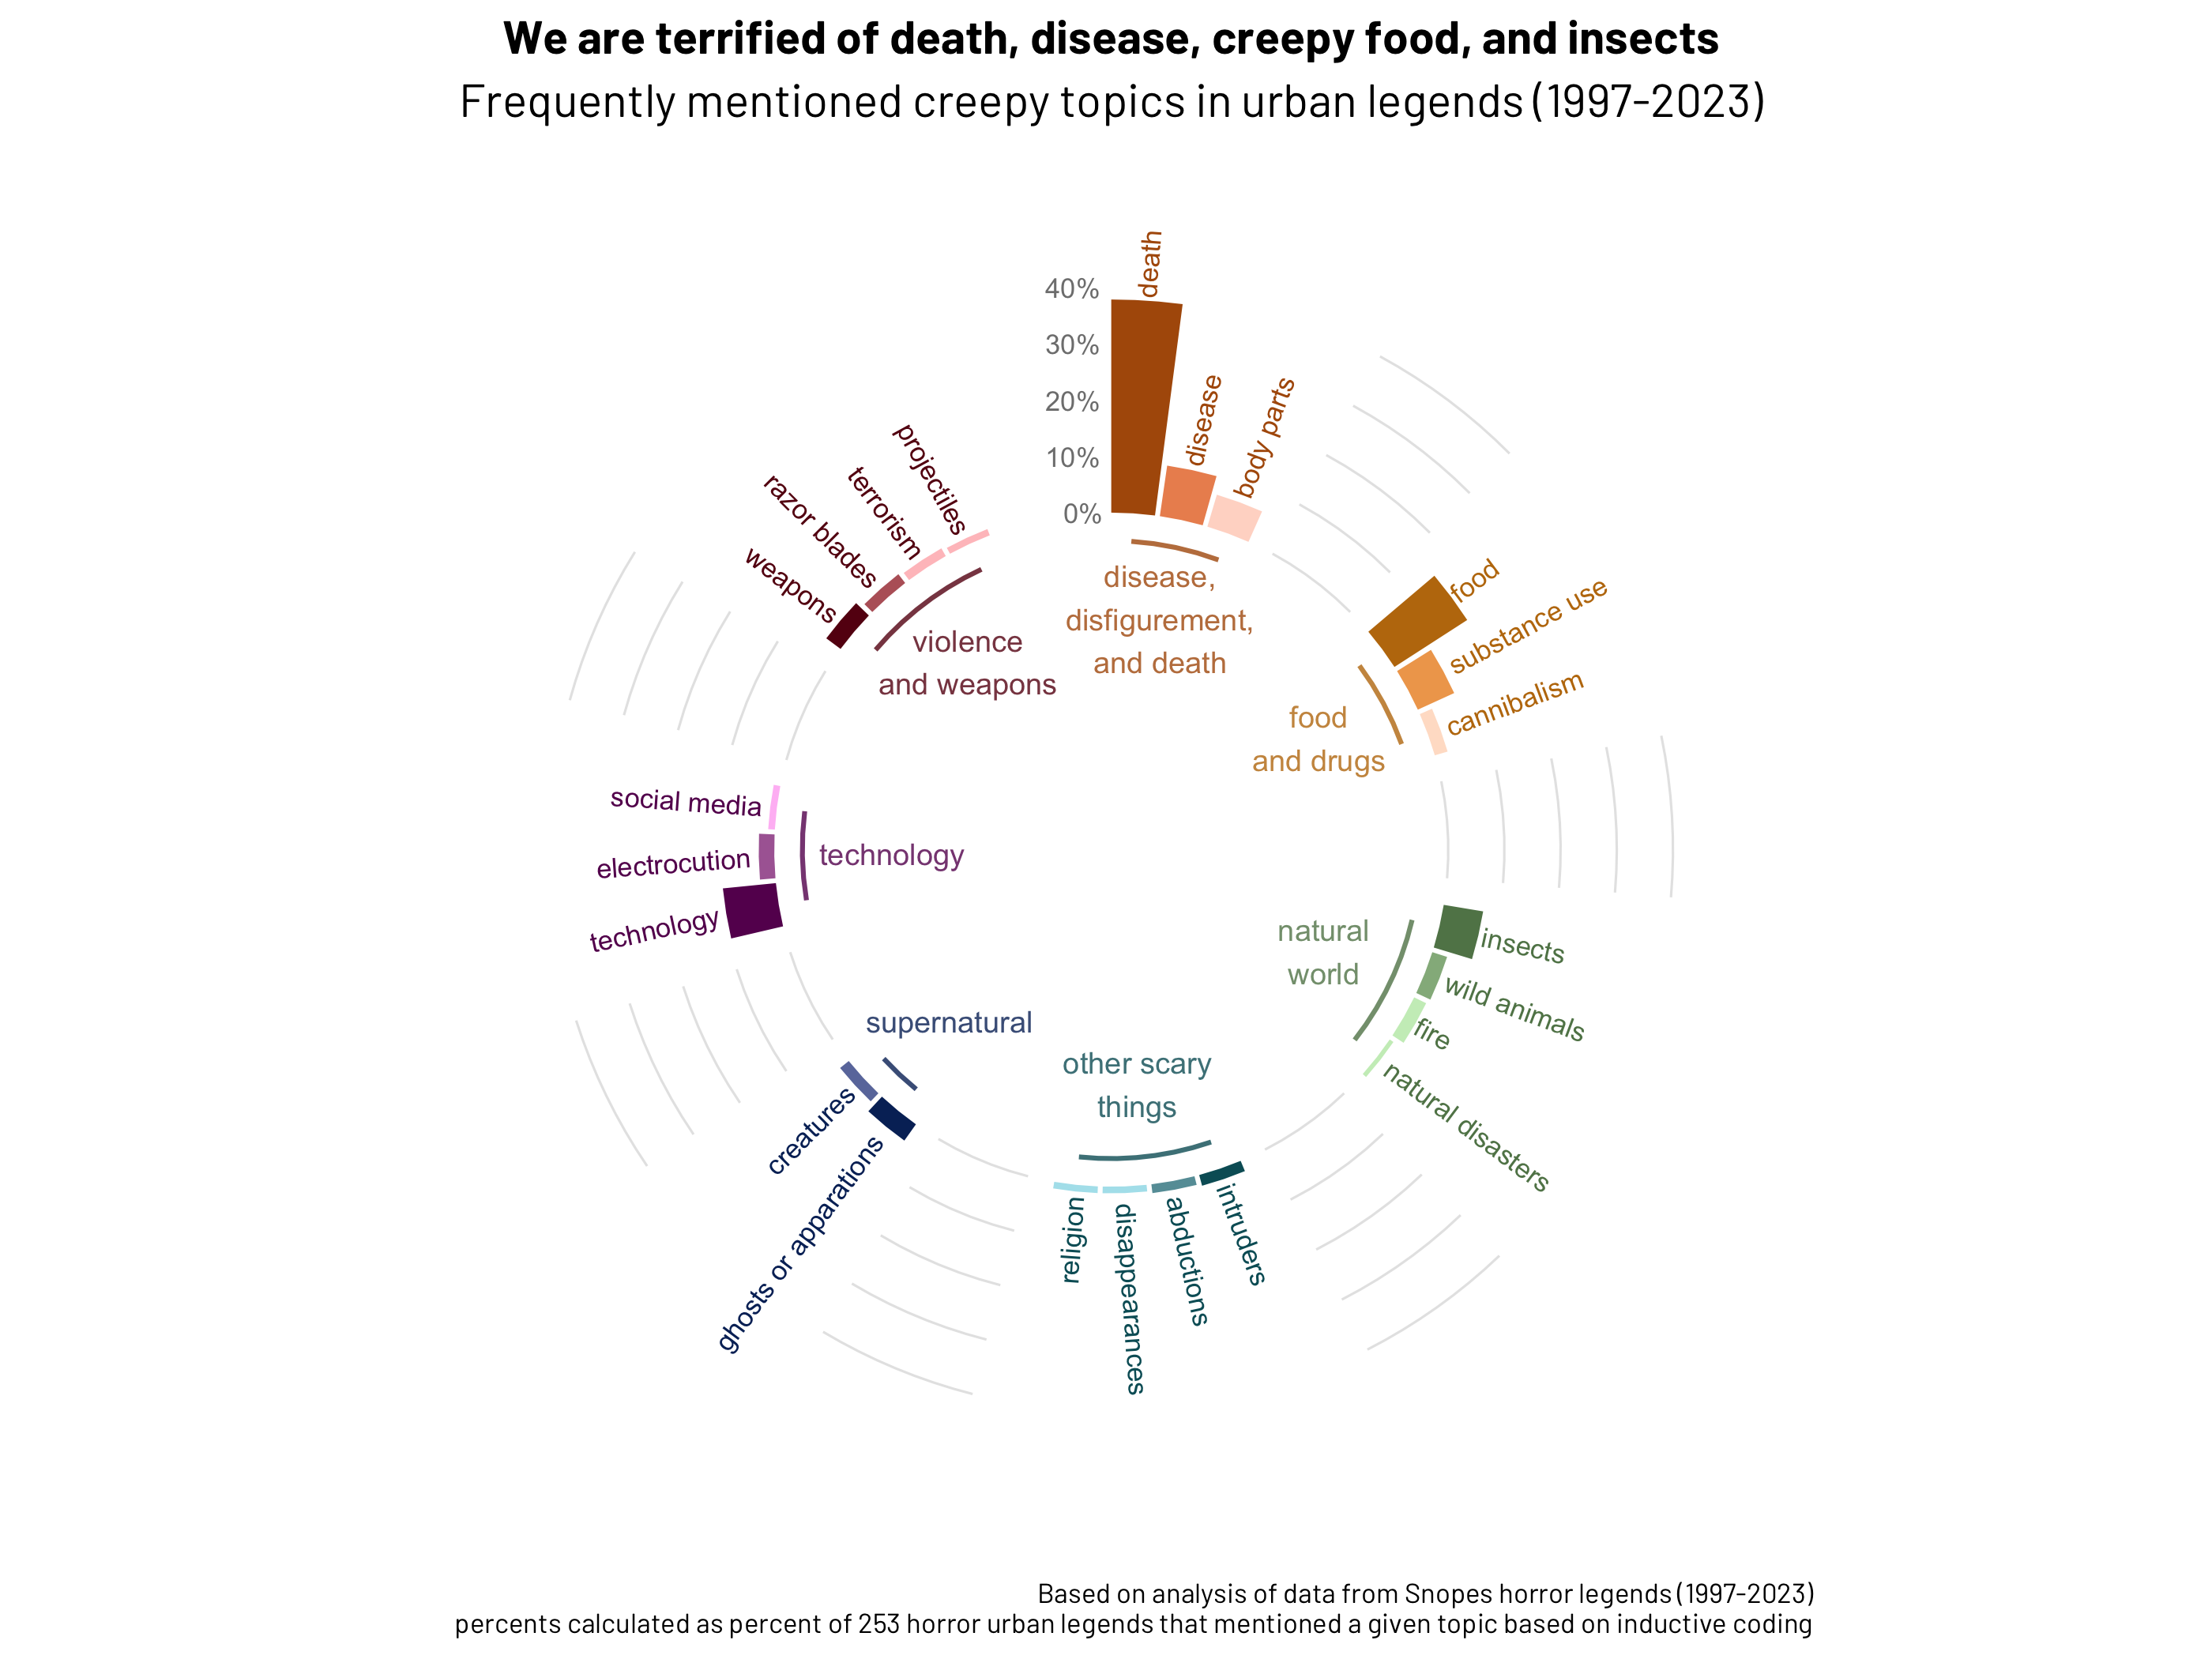 We are terrified of death, disease, creepy food, and insects
Frequently mentioned creepy topics in urban legends (1997-2023)
40%
30%
20%
10%
0%
death
disease
body parts
disease,
disfigurement,
and death
food
substance use
cannibalism
food
and drugs
insects
wild animals
fire
natural disasters
natural
world
intruders
abductions
disappearances
religion
other scary
things
ghosts or apparations
creatures
supernatural
technology
electrocution
social media
technology
weapons
razor blades
terrorism
projectiles
violence
and weapons
Based on analysis of data from Snopes horror legends (1997-2023)
percents calculated as percent of 253 horror urban legends that mentioned a given topic based on inductive coding